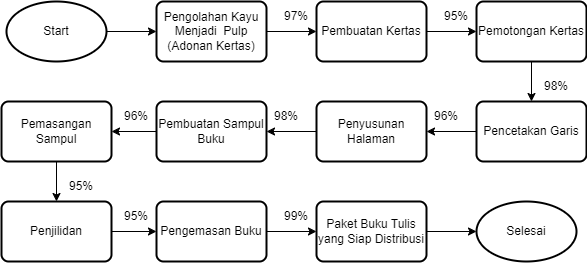 Start
Pengolahan Kayu
Menjadi Pulp
(Adonan Kertas)
97%
Pembuatan Kertas
95%
Pemotongan Kertas
98%
Pencetakan Garis
96%
Penyusunan
Halaman
98%
Pembuatan Sampul
Buku
96%
Pemasangan
Sampul
95%
Penjilidan
95%
Pengemasan Buku
99%
Paket Buku Tulis
yang Siap Distribusi
Selesai